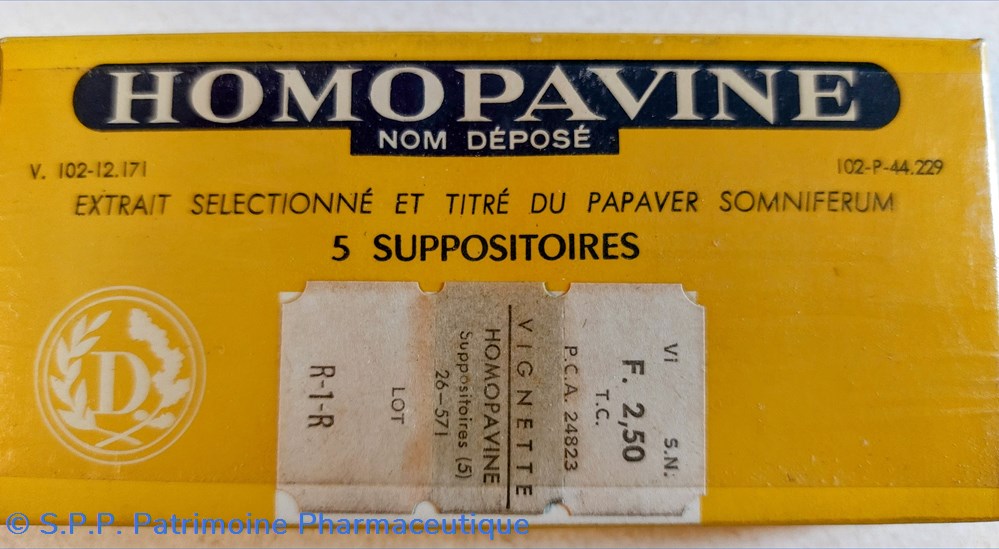 HOMOPAVINE
NOM DÉPOSÉ
V. 102-12.171
102-P-44.229
EXTRAIT SELECTIONNÉ ET TITRÉ DU PAPAVER SOMNIFERUM
5 SUPPOSITOIRES
D.
Vi S.N:
F. 2,50
T.C.
P.C.A. 24823
VIGNETTE
HOMOPAVINE
Suppositoires (5)
26-571
LOT
R-1-R
© S.P.P. Patrimoine Pharmaceutique